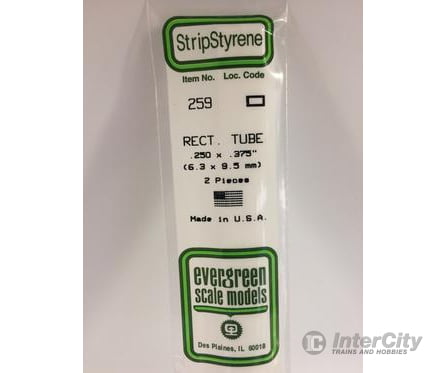 StripStyrene
Item No. Loc. Code
259
RECT. TUBE
.250 x .375"
(6.3 x 9.5 mm)
2 Pieces
Made in U.S.A.
evergreen
scale models
Des Plaines, IL 60018
InterCity
TRAINS AND HOBBIES